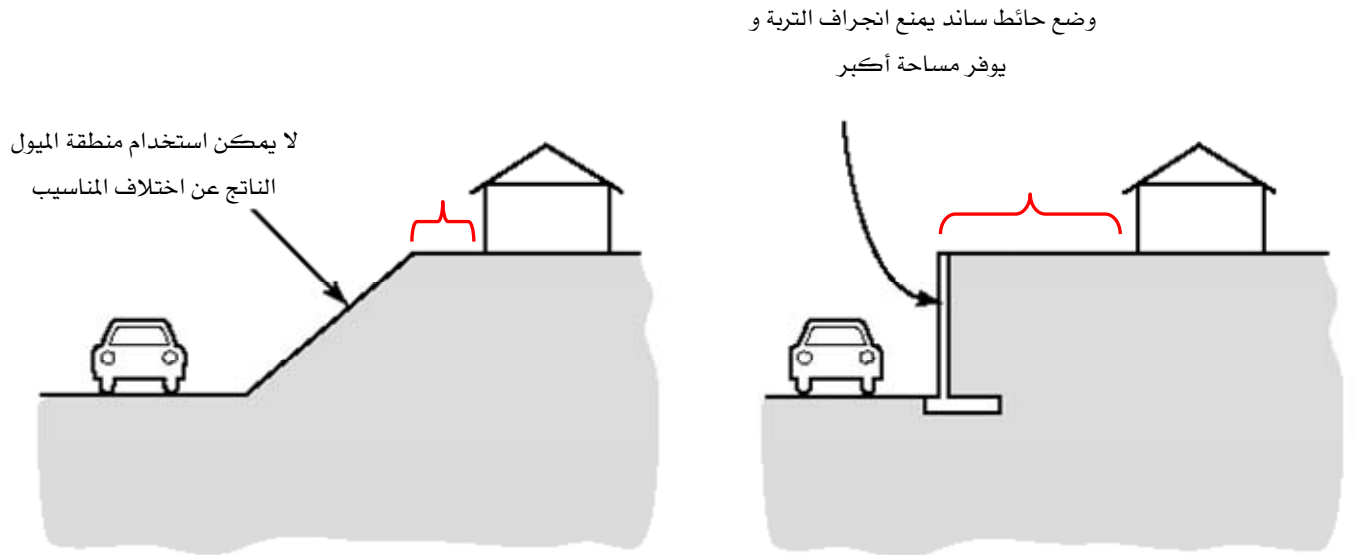 وضع حائط ساند يمنع انجراف التربة و
يوفر مساحة أكبر
لا يمكن استخدام منطقة الميول
الناتج عن اختلاف المناسيب